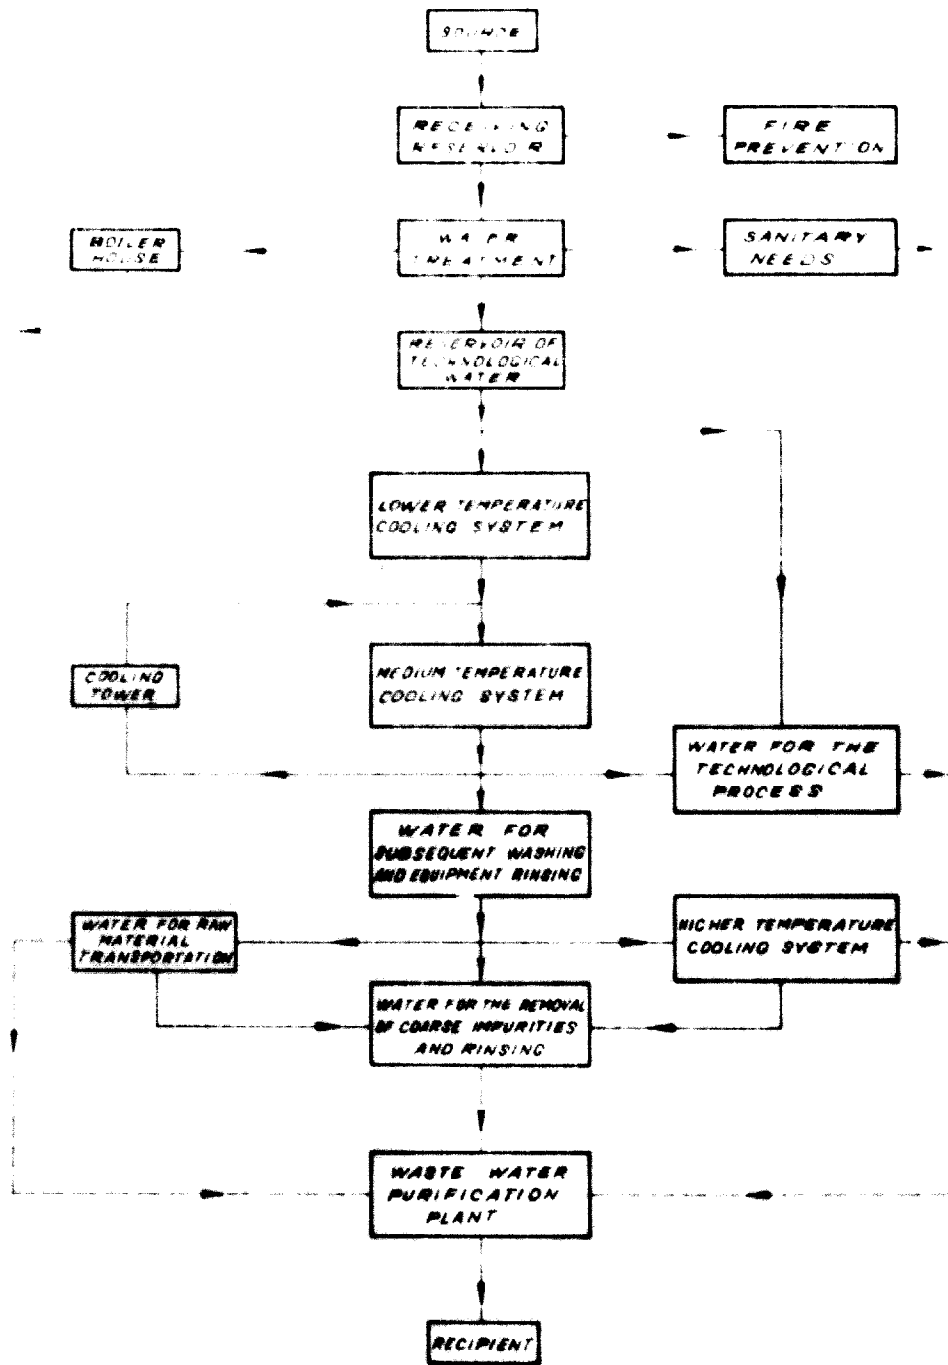 SOURCE
RECEIVING
RESERVOIR
FIRE
PREVENTION
BOILER
HOUSE
WATER
TREATMENT
SANITARY
NEEDS
RESERVOIR OF
TECHNOLOGICAL
WATER
LOWER TEMPERATURE
COOLING SYSTEM
COOLING
TOWER
MEDIUM TEMPERATURE
COOLING SYSTEM
WATER FOR THE
TECHNOLOGICAL
PROCESS
WATER FOR
SUBSEQUENT WASHING
AND EQUIPMENT RINSING
WATER FOR RAW
MATERIAL
TRANSPORTATION
HIGHER TEMPERATURE
COOLING SYSTEM
WATER FOR THE REMOVAL
OF COARSE IMPURITIES
AND RINSING
WASTE WATER
PURIFICATION
PLANT
RECIPIENT